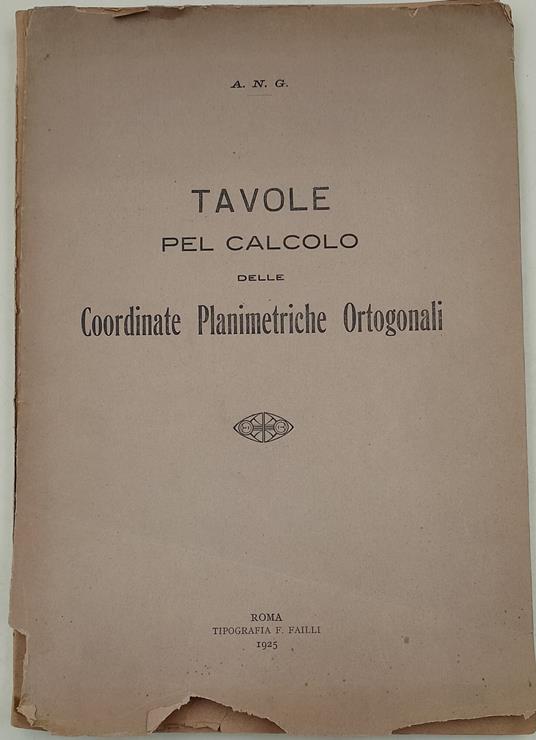 A. N. G.
TAVOLE
PEL CALCOLO
DELLE
Coordinate Planimetriche Ortogonali
ROMA
TIPOGRAFIA F. FAILLI
1925